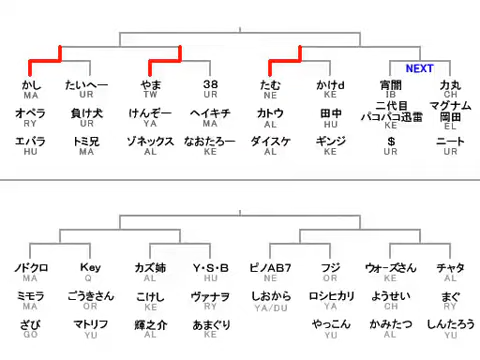 NEXT
かし たいへー やま 38 たむ かけd 宵闇 力丸
MA UR TW UR NE KE IB CH
オペラ 負け犬 けんぞー ヘイキチ カトウ 田中 二代目 パコパコ迅雷 マグナム 岡田
RY UR YA MA AL HU KE EL
エバラ トミ兄 ゾネックス なおたろー ダイスケ ギンジ $ ニート
HU MA AL KE AL KE UR UR
ノドクロ Key カズ姉 Y・S・B ピノAB7 フジ ウォーズさん チャタ
MA Q AL HU NE OR KE AL
ミモラ ごうきさん こけし ヴァナヲ しおから ロシヒカリ ようせい まぐ
MA OR KE RY YA/DU YA CH RY
ざび マトリフ 輝之介 あまぐり やっこん かみたつ しんたろう
GO YU AL KE YU AL YU